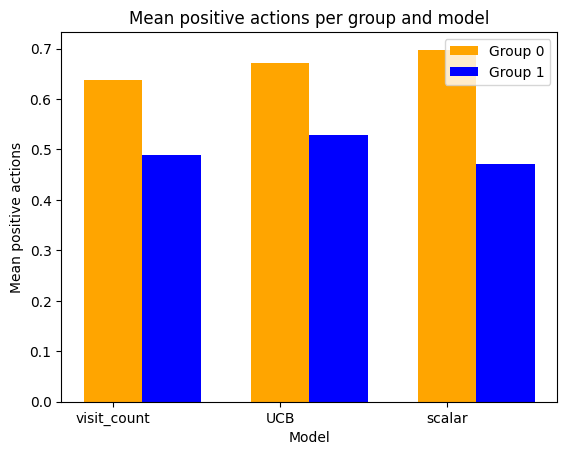 Mean positive actions per group and model
Group 0
Group 1
Mean positive actions
0.7
0.6
0.5
0.4
0.3
0.2
0.1
0.0
visit_count UCB scalar
Model